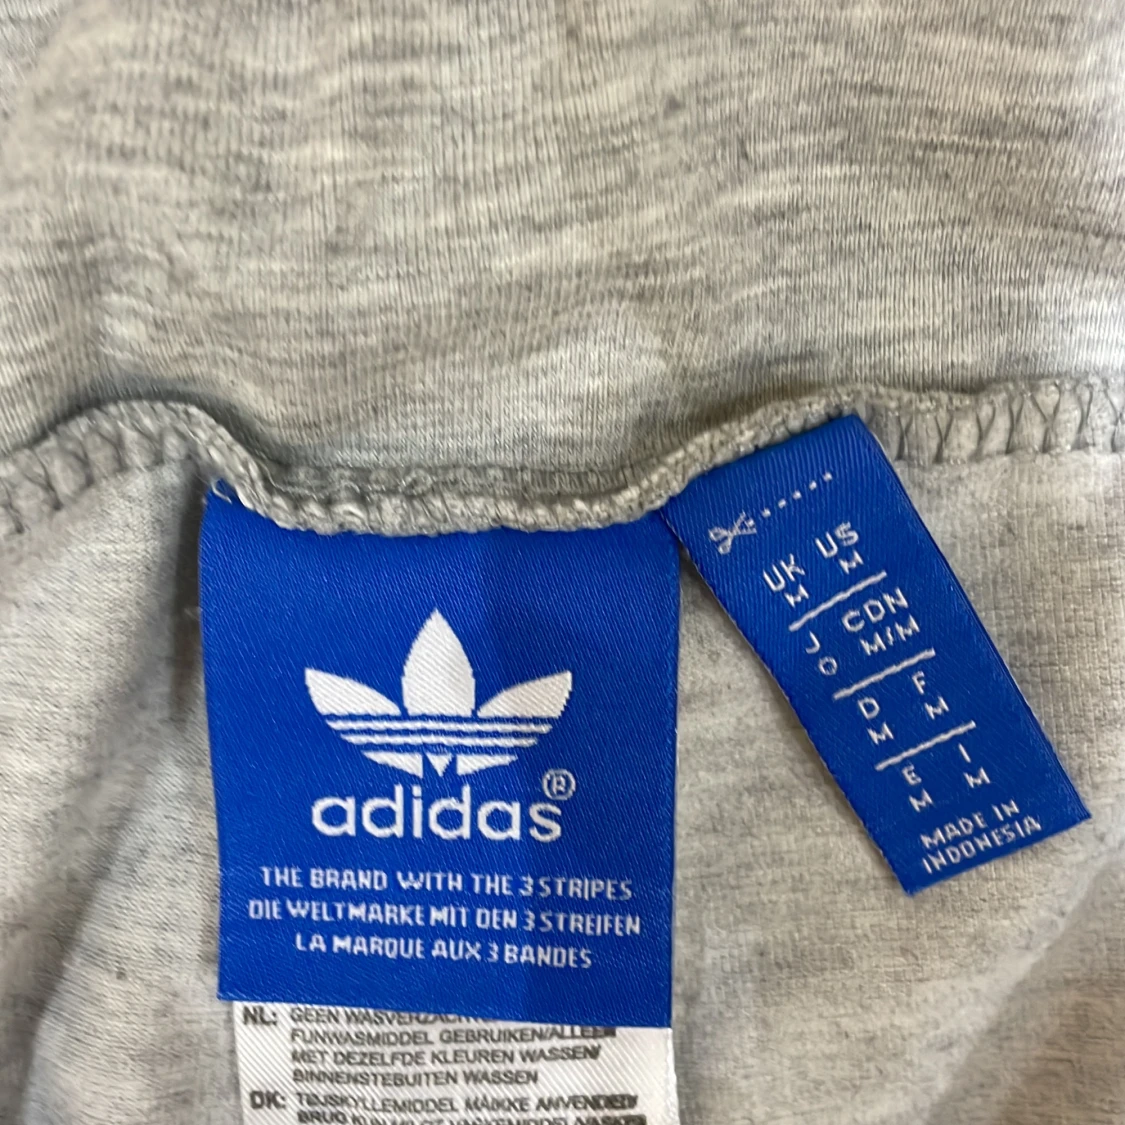 adidas®
THE BRAND WITH THE 3 STRIPES
DIE WELTMARKE MIT DEN 3 STREIFEN
LA MARQUE AUX 3 BANDES
NL: GEEN
FIJNWASMIDDEL GEBRUIKEN/ALLEEN
MET DEZELFDE KLEUREN WASSEN/
BINNENSTEBUITEN WASSEN
DK:
UK
M
US
M
J
O
CDN
M/M
D
M
F
M
E
M
I
M
MADE IN
INDONESIA